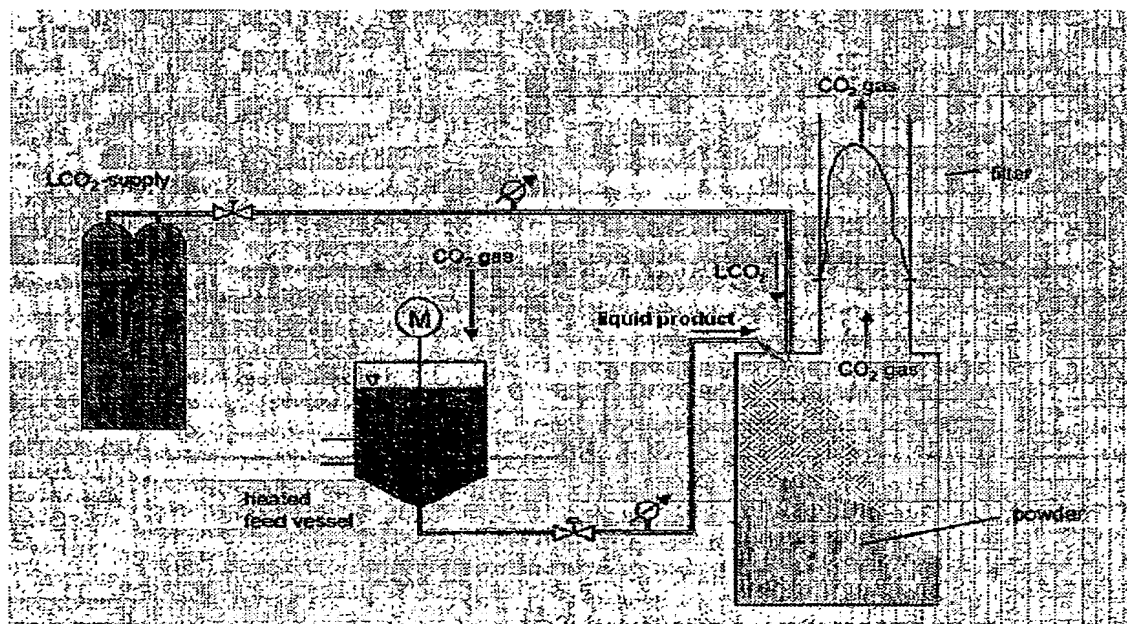 CO₂ gas
LCO₂-supply
filter
CO₂ gas
LCO₂
M
liquid product
CO₂ gas
heated
feed vessel
powder